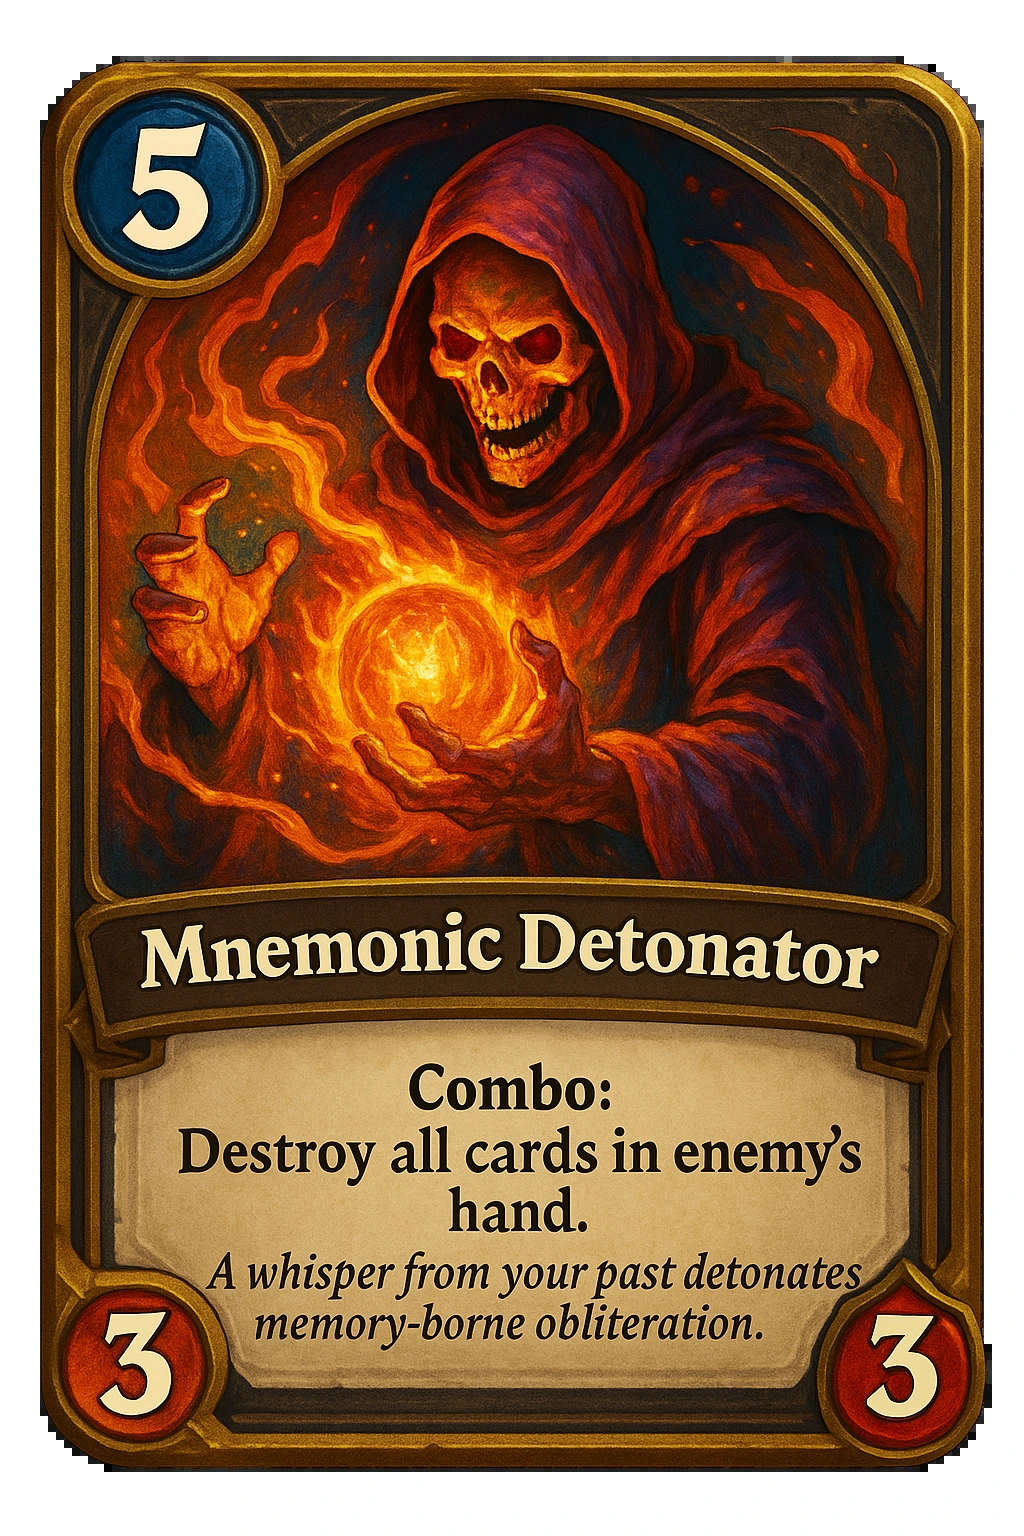 5
Mnemonic Detonator
Combo:
Destroy all cards in enemy's
hand.
A whisper from your past detonates
memory-borne obliteration.
3
3